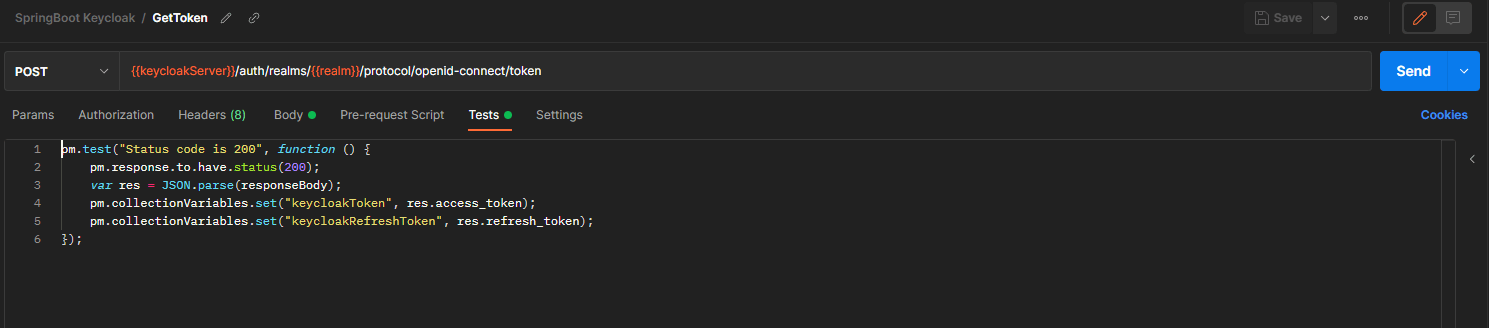 SpringBoot Keycloak / GetToken
Save
POST
{{keycloakServer}}/auth/realms/{{realm}}/protocol/openid-connect/token
Send
Params Authorization Headers (8) Body Pre-request Script Tests Settings
Cookies
1 pm.test("Status code is 200", function () {
2 pm.response.to.have.status(200);
3 var res = JSON.parse(responseBody);
4 pm.collectionVariables.set("keycloakToken", res.access_token);
5 pm.collectionVariables.set("keycloakRefreshToken", res.refresh_token);
6 });